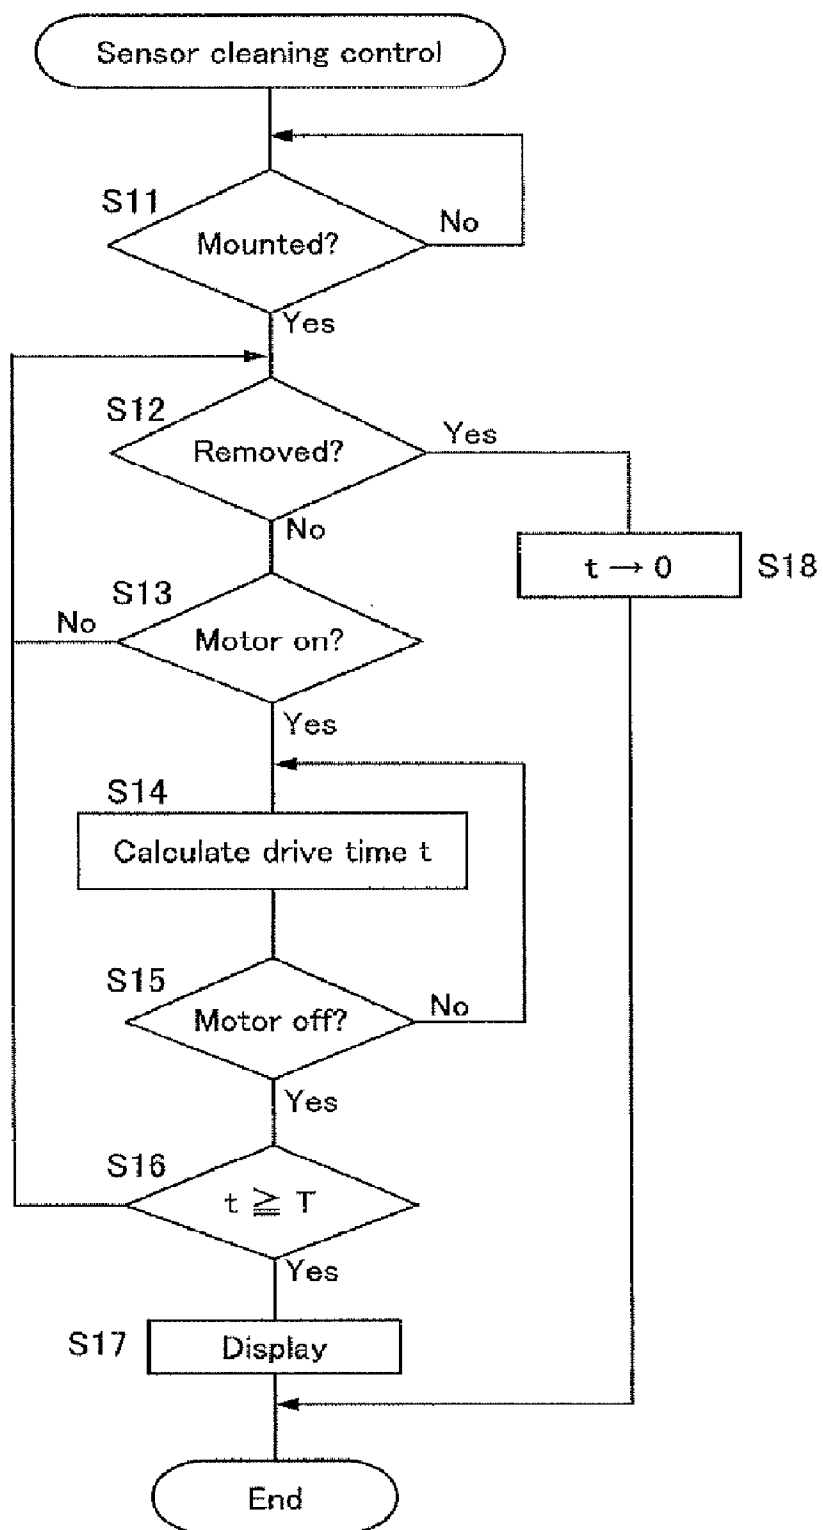 Sensor cleaning control
S11
Mounted?
No
Yes
S12
Removed?
Yes
No
t → 0
S18
S13
No
Motor on?
Yes
S14
Calculate drive time t
S15
Motor off?
No
Yes
S16
t ≧ T
Yes
S17
Display
End